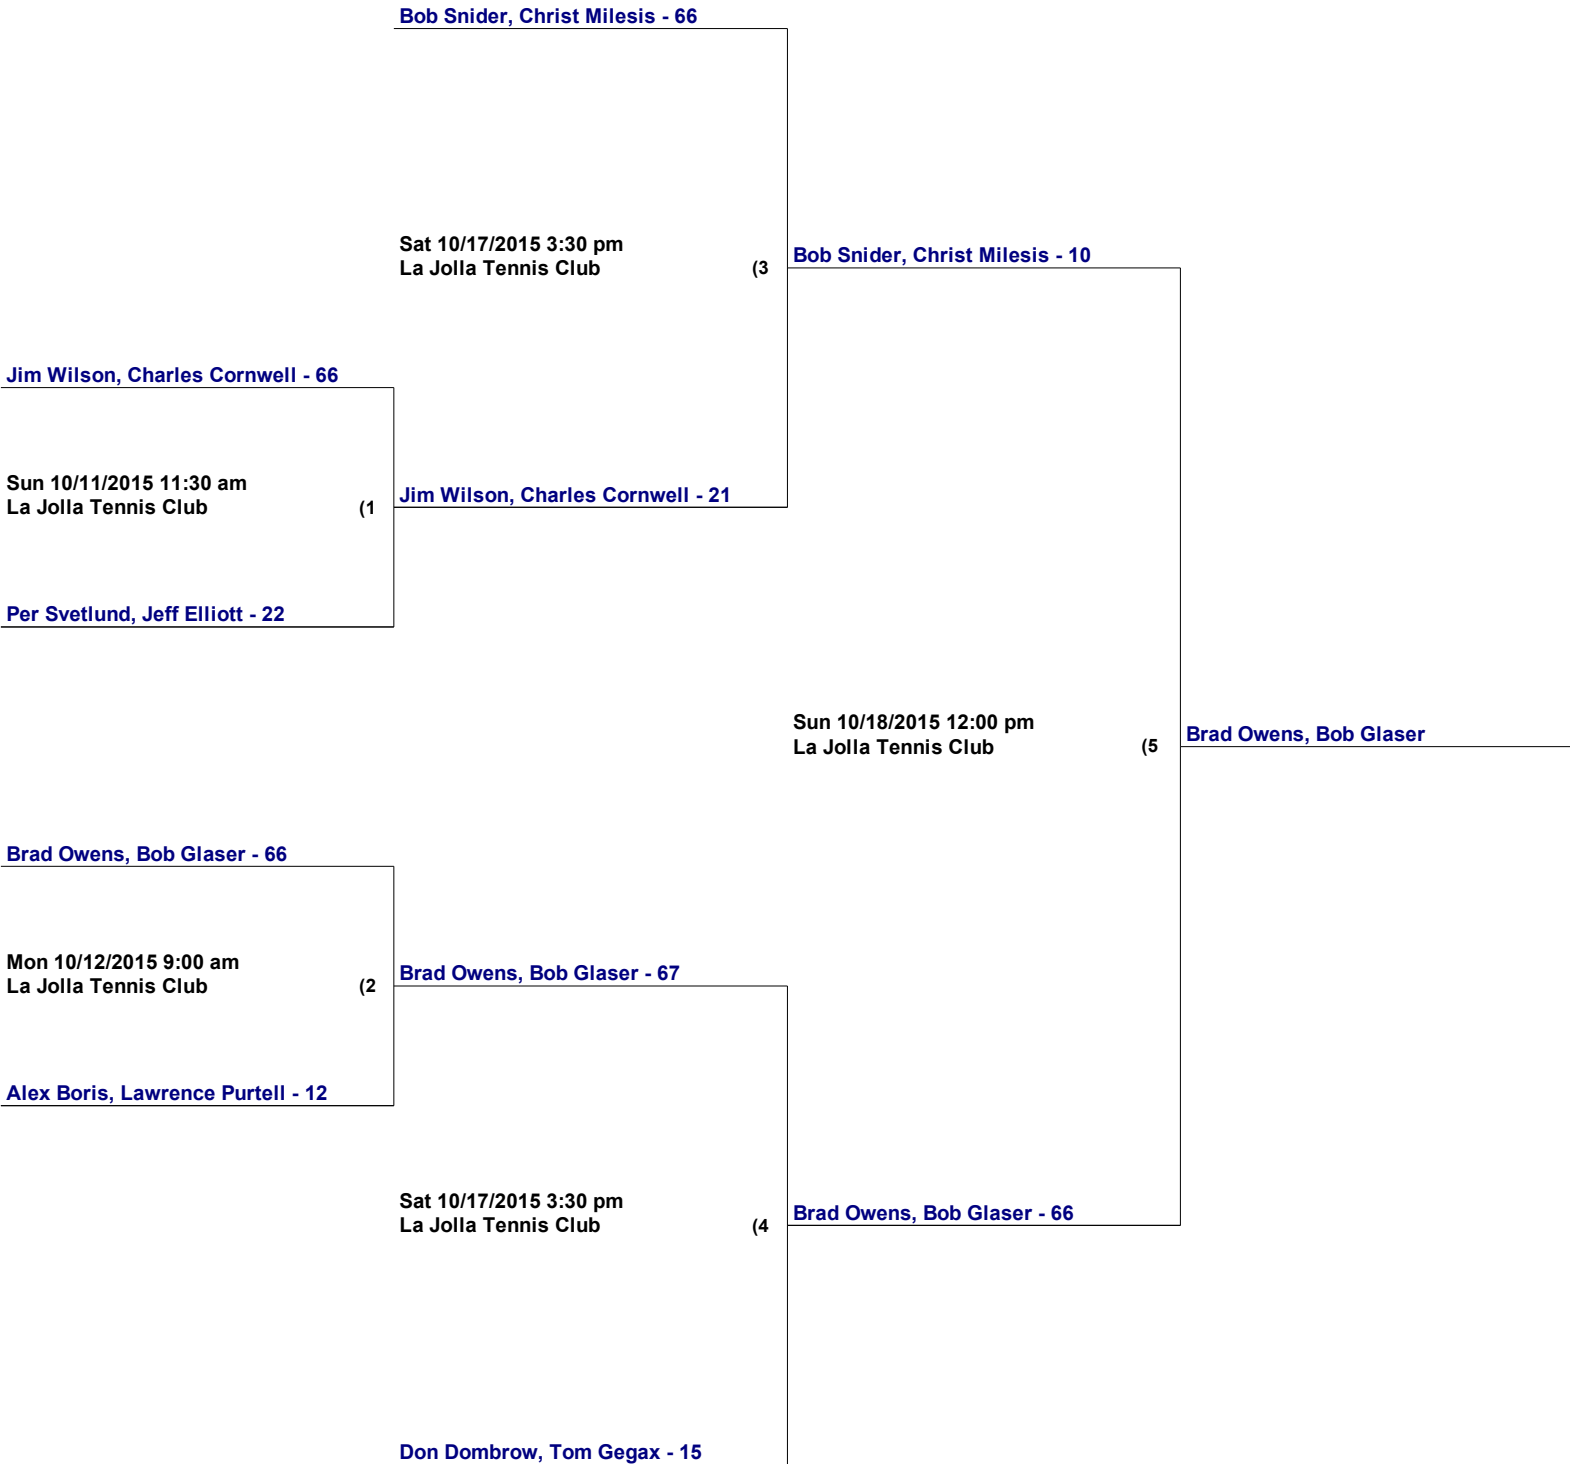 Bob Snider, Christ Milesis - 66
Sat 10/17/2015 3:30 pm
La Jolla Tennis Club (3
Bob Snider, Christ Milesis - 10
Jim Wilson, Charles Cornwell - 66
Sun 10/11/2015 11:30 am
La Jolla Tennis Club (1
Jim Wilson, Charles Cornwell - 21
Per Svetlund, Jeff Elliott - 22
Sun 10/18/2015 12:00 pm
La Jolla Tennis Club (5
Brad Owens, Bob Glaser
Brad Owens, Bob Glaser - 66
Mon 10/12/2015 9:00 am
La Jolla Tennis Club (2
Brad Owens, Bob Glaser - 67
Alex Boris, Lawrence Purtell - 12
Sat 10/17/2015 3:30 pm
La Jolla Tennis Club (4
Brad Owens, Bob Glaser - 66
Don Dombrow, Tom Gegax - 15